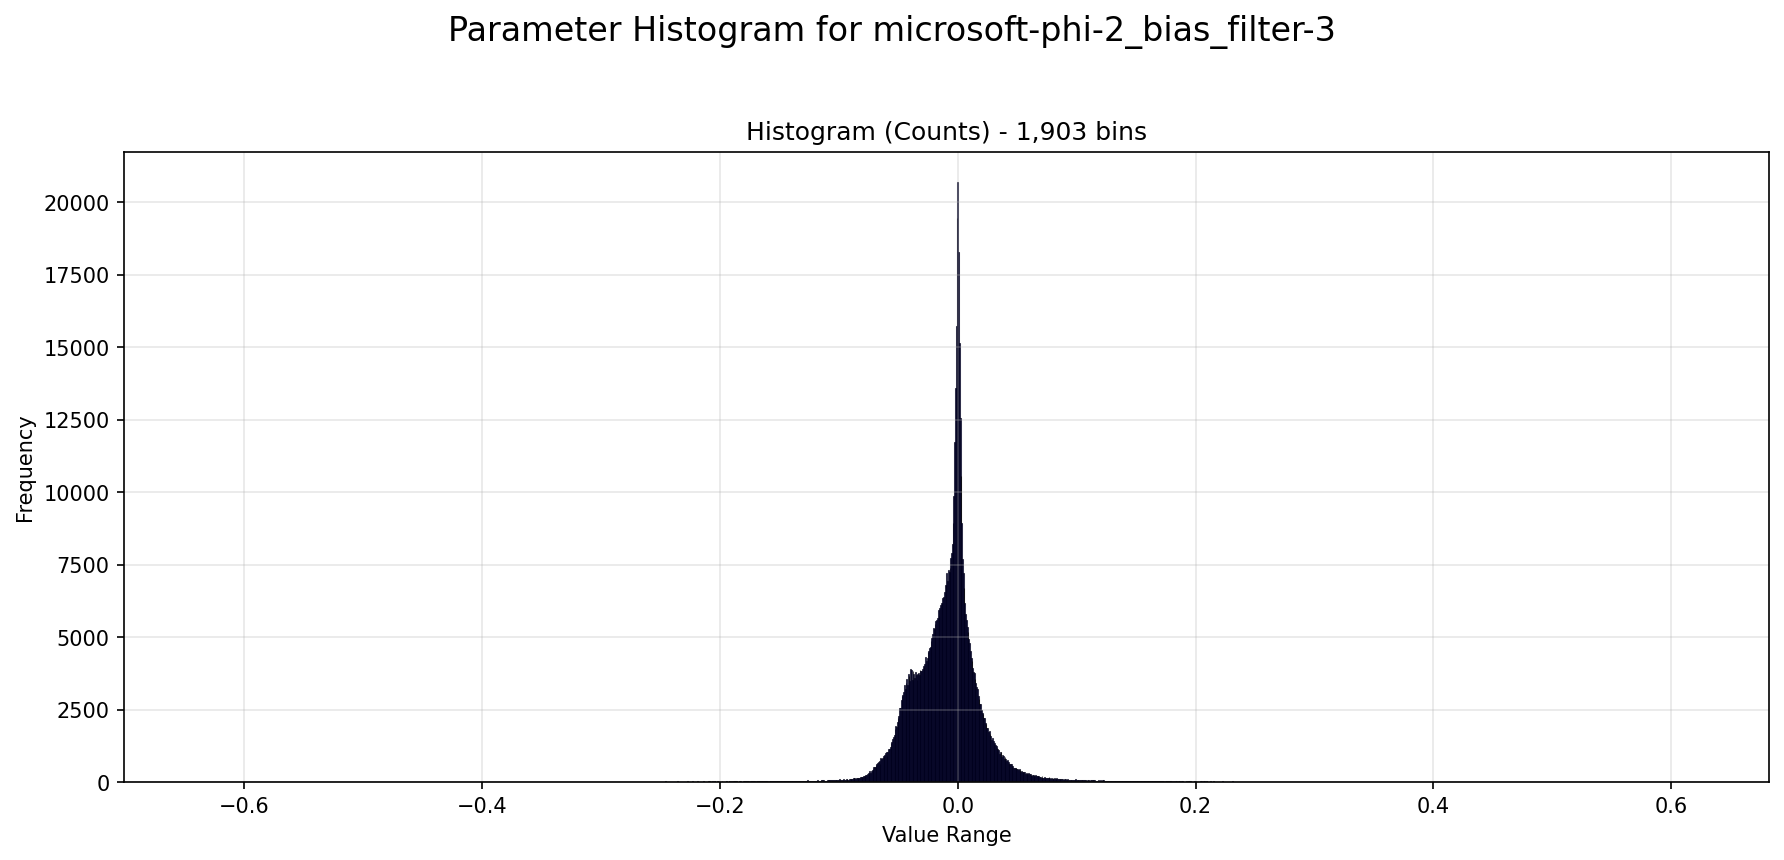 Parameter Histogram for microsoft-phi-2_bias_filter-3
Histogram (Counts) - 1,903 bins
Frequency
20000
17500
15000
12500
10000
7500
5000
2500
0
−0.6 −0.4 −0.2 0.0 0.2 0.4 0.6
Value Range